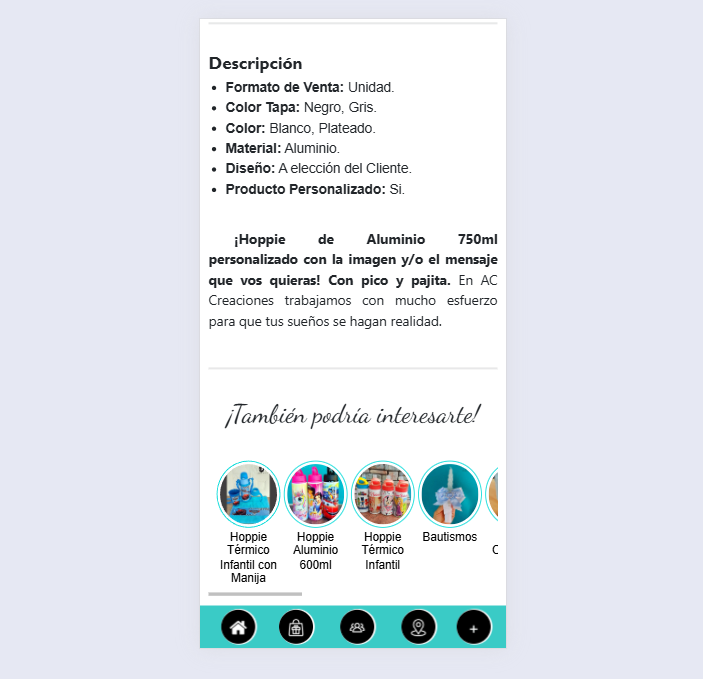 Descripción
• Formato de Venta: Unidad.
• Color Tapa: Negro, Gris.
• Color: Blanco, Plateado.
• Material: Aluminio.
• Diseño: A elección del Cliente.
• Producto Personalizado: Si.
¡Hoppie de Aluminio 750ml
personalizado con la imagen y/o el mensaje
que vos quieras! Con pico y pajita. En AC
Creaciones trabajamos con mucho esfuerzo
para que tus sueños se hagan realidad.
¡También podría interesarte!
Hoppie
Térmico
Infantil con
Manija
Hoppie
Aluminio
600ml
Hoppie
Térmico
Infantil
Bautismos